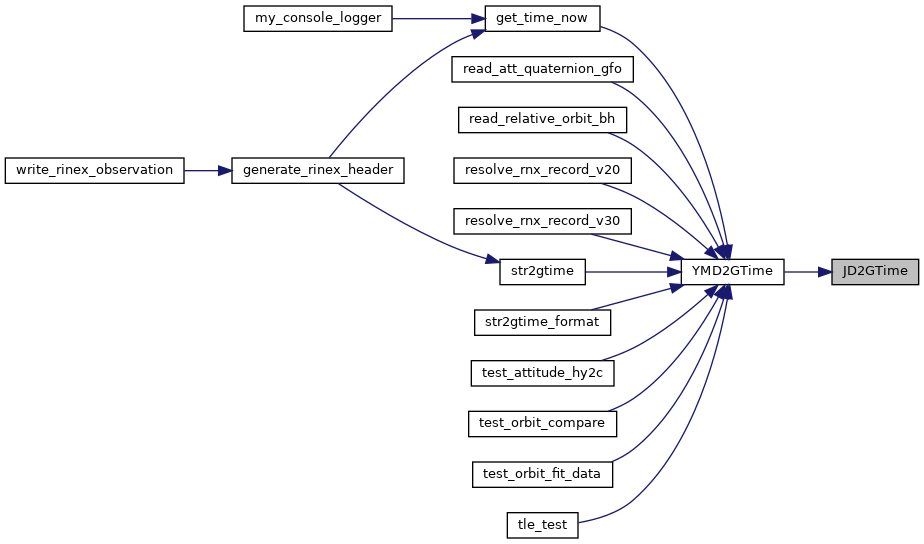 my_console_logger
get_time_now
read_att_quaternion_gfo
read_relative_orbit_bh
write_rinex_observation
generate_rinex_header
resolve_rnx_record_v20
resolve_rnx_record_v30
str2gtime
YMD2GTime
JD2GTime
str2gtime_format
test_attitude_hy2c
test_orbit_compare
test_orbit_fit_data
tle_test